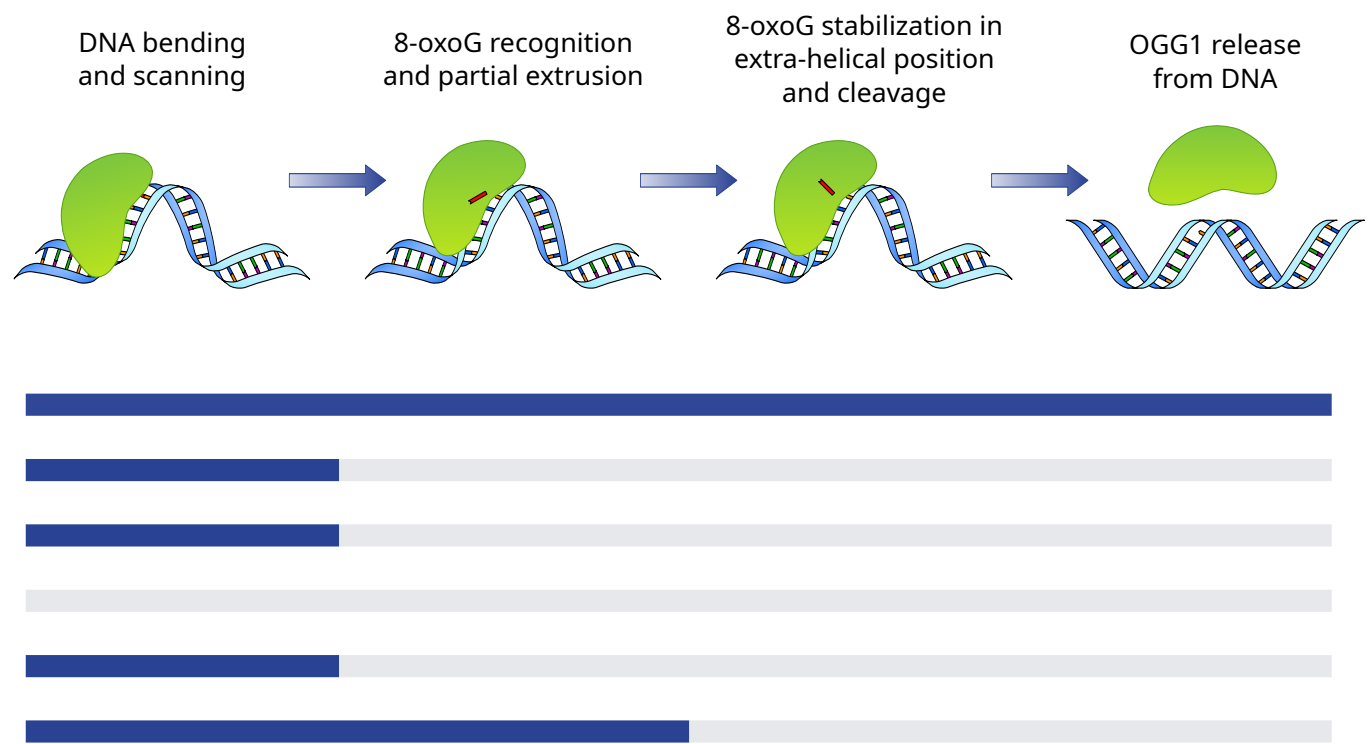 DNA bending
and scanning
8-oxoG recognition
and partial extrusion
8-oxoG stabilization in
extra-helical position
and cleavage
OGG1 release
from DNA